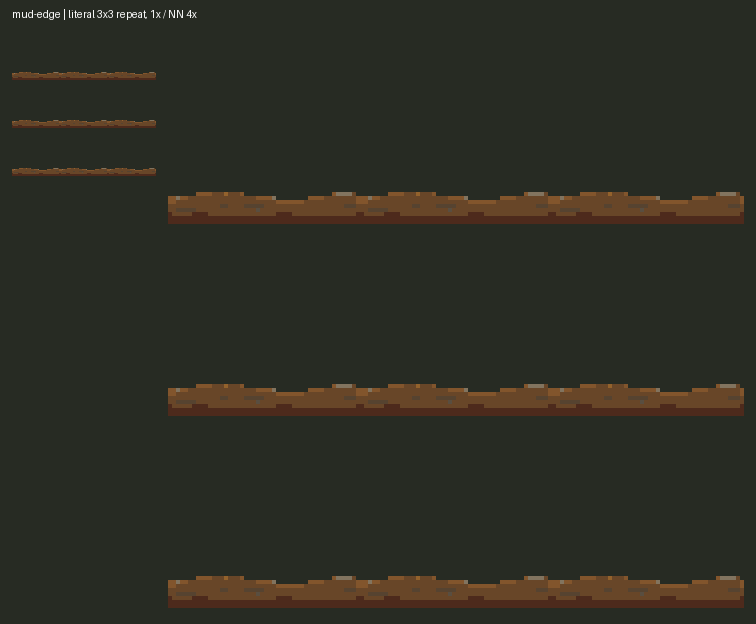 mud-edge | literal 3x3 repeat, 1x / NN 4x